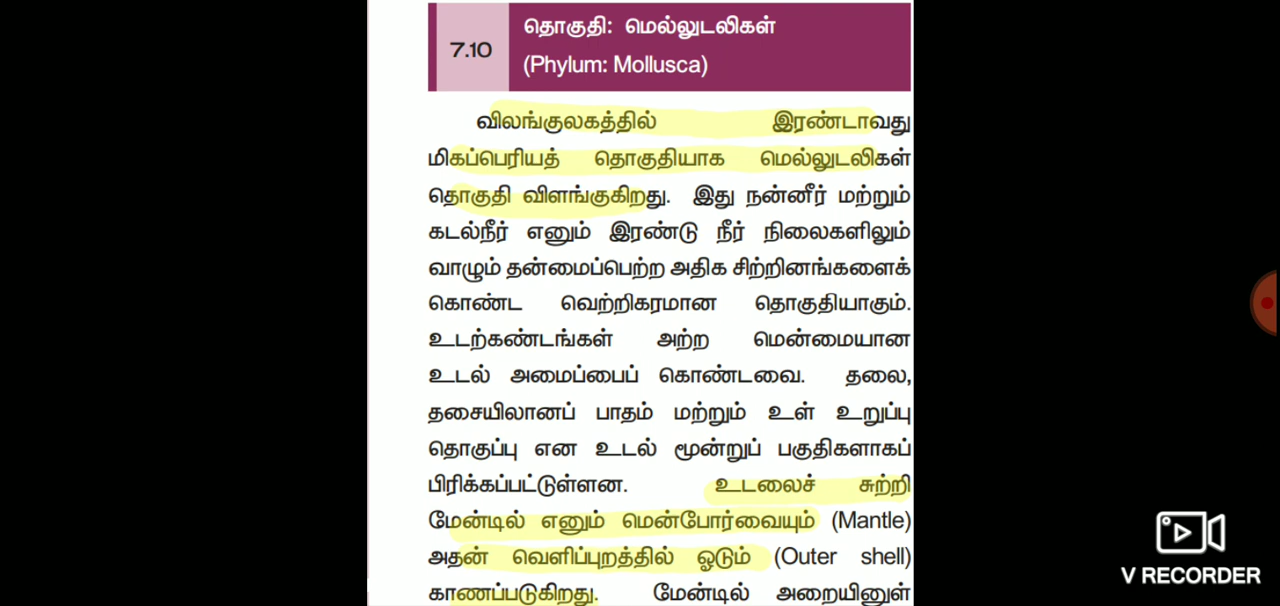 7.10
தொகுதி: மெல்லுடலிகள்
(Phylum: Mollusca)
விலங்குலகத்தில் இரண்டாவது
மிகப்பெரியத் தொகுதியாக மெல்லுடலிகள்
தொகுதி விளங்குகிறது. இது நன்னீர் மற்றும்
கடல்நீர் எனும் இரண்டு நீர் நிலைகளிலும்
வாழும் தன்மைப்பெற்ற அதிக சிற்றினங்களைக்
கொண்ட வெற்றிகரமான தொகுதியாகும்.
உடற்கண்டங்கள் அற்ற மென்மையான
உடல் அமைப்பைப் கொண்டவை. தலை,
தசையிலானப் பாதம் மற்றும் உள் உறுப்பு
தொகுப்பு என உடல் மூன்றுப் பகுதிகளாகப்
பிரிக்கப்பட்டுள்ளன. உடலைச் சுற்றி
மேன்டில் எனும் மென்போர்வையும் (Mantle)
அதன் வெளிப்புறத்தில் ஓடும் (Outer shell)
காணப்படுகிறது. மேன்டில் அறையினுள்
V RECORDER